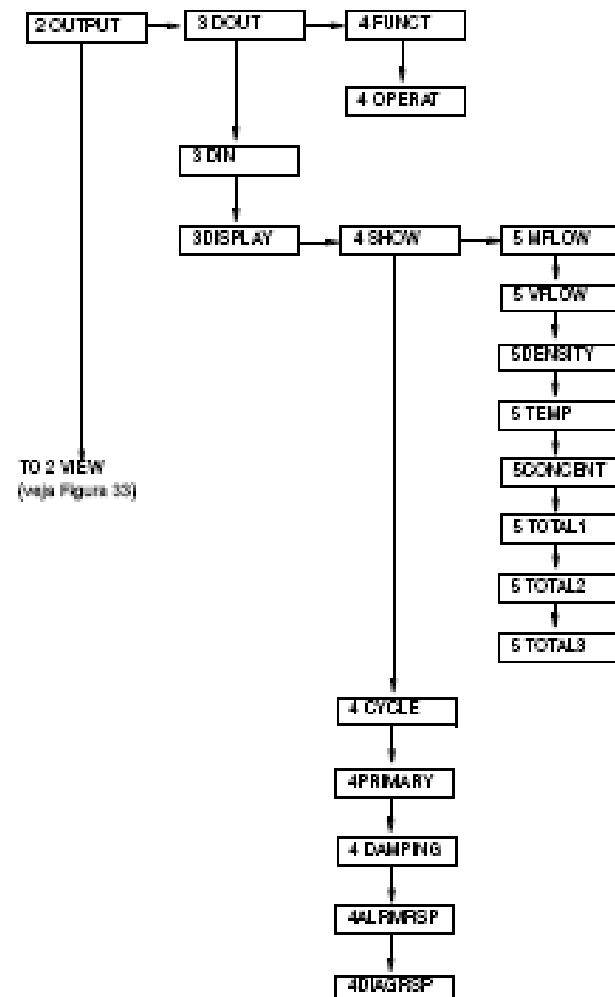 2 OUTPUT
3 DOUT
4 FUNCT
4 OPERAT
3 DIN
3DISPLAY
4 SHOW
5 MFLOW
5 VFLOW
5DENSITY
5 TEMP
5CONCENT
5 TOTAL1
5 TOTAL2
5 TOTAL3
TO 2 VIEW
(veja Figura 33)
4 CYCLE
4PRIMARY
4 DAMPING
4ALRMRSP
4DIAGRSP